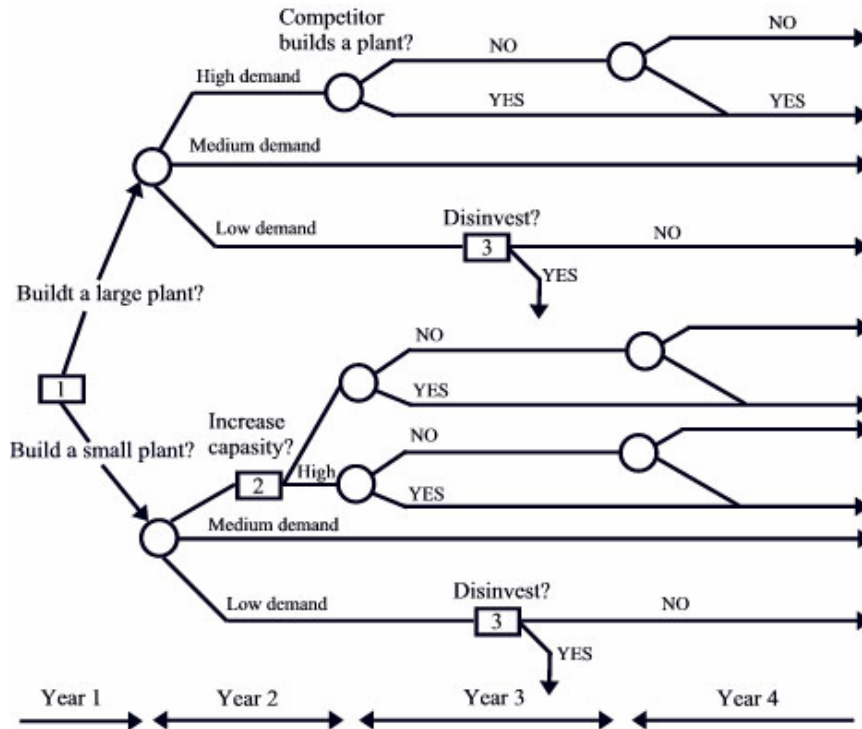 Competitor
builds a plant?
NO
NO
High demand
YES
YES
Medium demand
Disinvest?
Low demand
3
NO
YES
Buildt a large plant?
NO
1
Increase
capasity?
YES
NO
Build a small plant?
2
High
YES
Medium demand
Disinvest?
Low demand
3
NO
YES
Year 1
Year 2
Year 3
Year 4